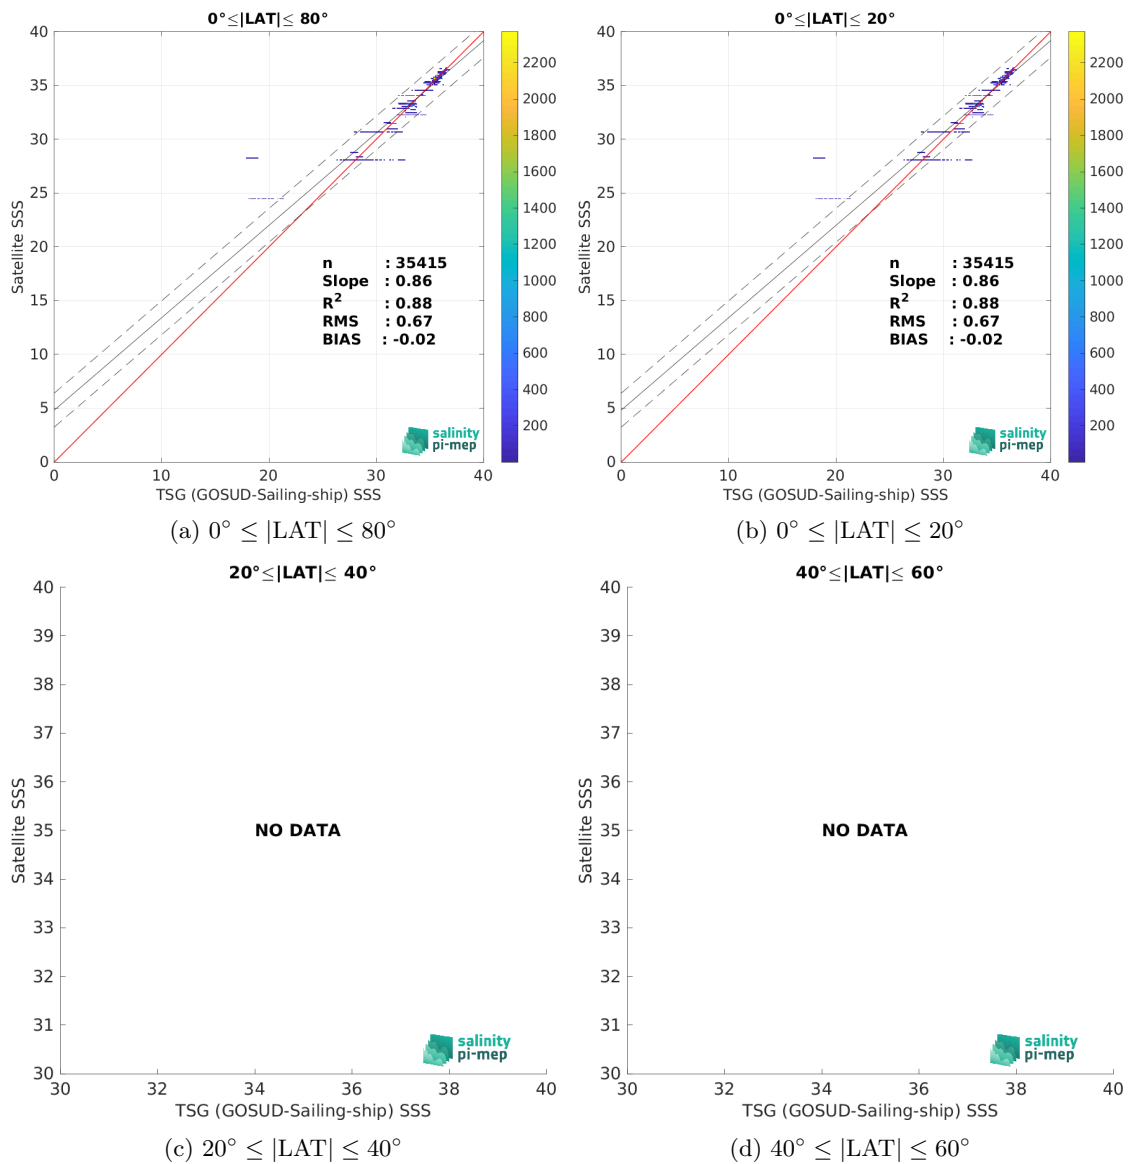 0°≤|LAT|≤ 80°
40
35
30
25
20
15
10
5
0
Satellite SSS
n : 35415
Slope : 0.86
R² : 0.88
RMS : 0.67
BIAS : -0.02
salinity
pi-mep
0 10 20 30 40
TSG (GOSUD-Sailing-ship) SSS
2200
2000
1800
1600
1400
1200
1000
800
600
400
200
(a) 0° ≤ |LAT| ≤ 80°
0°≤|LAT|≤ 20°
40
35
30
25
20
15
10
5
0
Satellite SSS
n : 35415
Slope : 0.86
R² : 0.88
RMS : 0.67
BIAS : -0.02
salinity
pi-mep
0 10 20 30 40
TSG (GOSUD-Sailing-ship) SSS
2200
2000
1800
1600
1400
1200
1000
800
600
400
200
(b) 0° ≤ |LAT| ≤ 20°
20°≤|LAT|≤ 40°
40
39
38
37
36
35
34
33
32
31
30
Satellite SSS
NO DATA
salinity
pi-mep
30 32 34 36 38 40
TSG (GOSUD-Sailing-ship) SSS
(c) 20° ≤ |LAT| ≤ 40°
40°≤|LAT|≤ 60°
40
39
38
37
36
35
34
33
32
31
30
Satellite SSS
NO DATA
salinity
pi-mep
30 32 34 36 38 40
TSG (GOSUD-Sailing-ship) SSS
(d) 40° ≤ |LAT| ≤ 60°